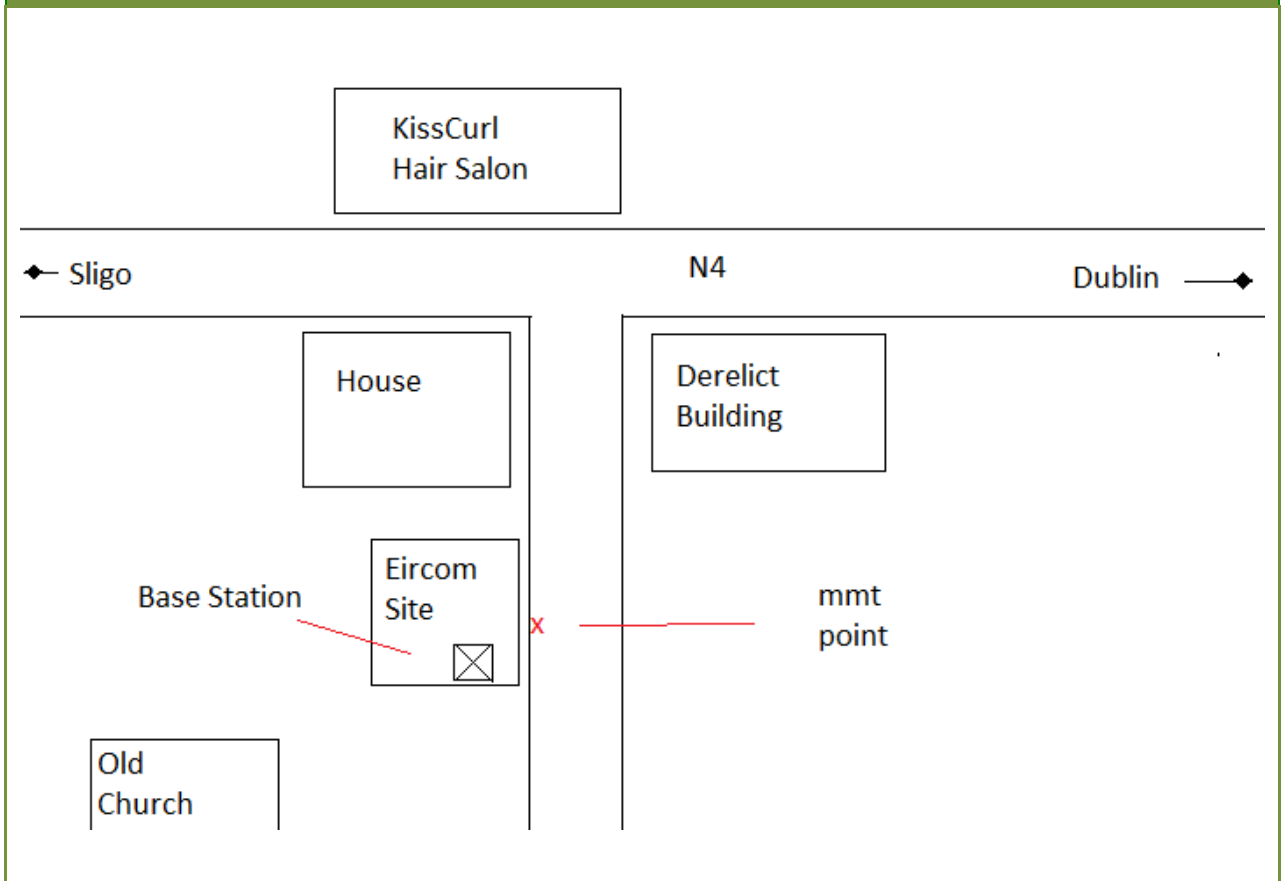 KissCurl
Hair Salon
Sligo
N4
Dublin
House
Derelict
Building
Eircom
Site
Base Station
x
mmt
point
Old
Church